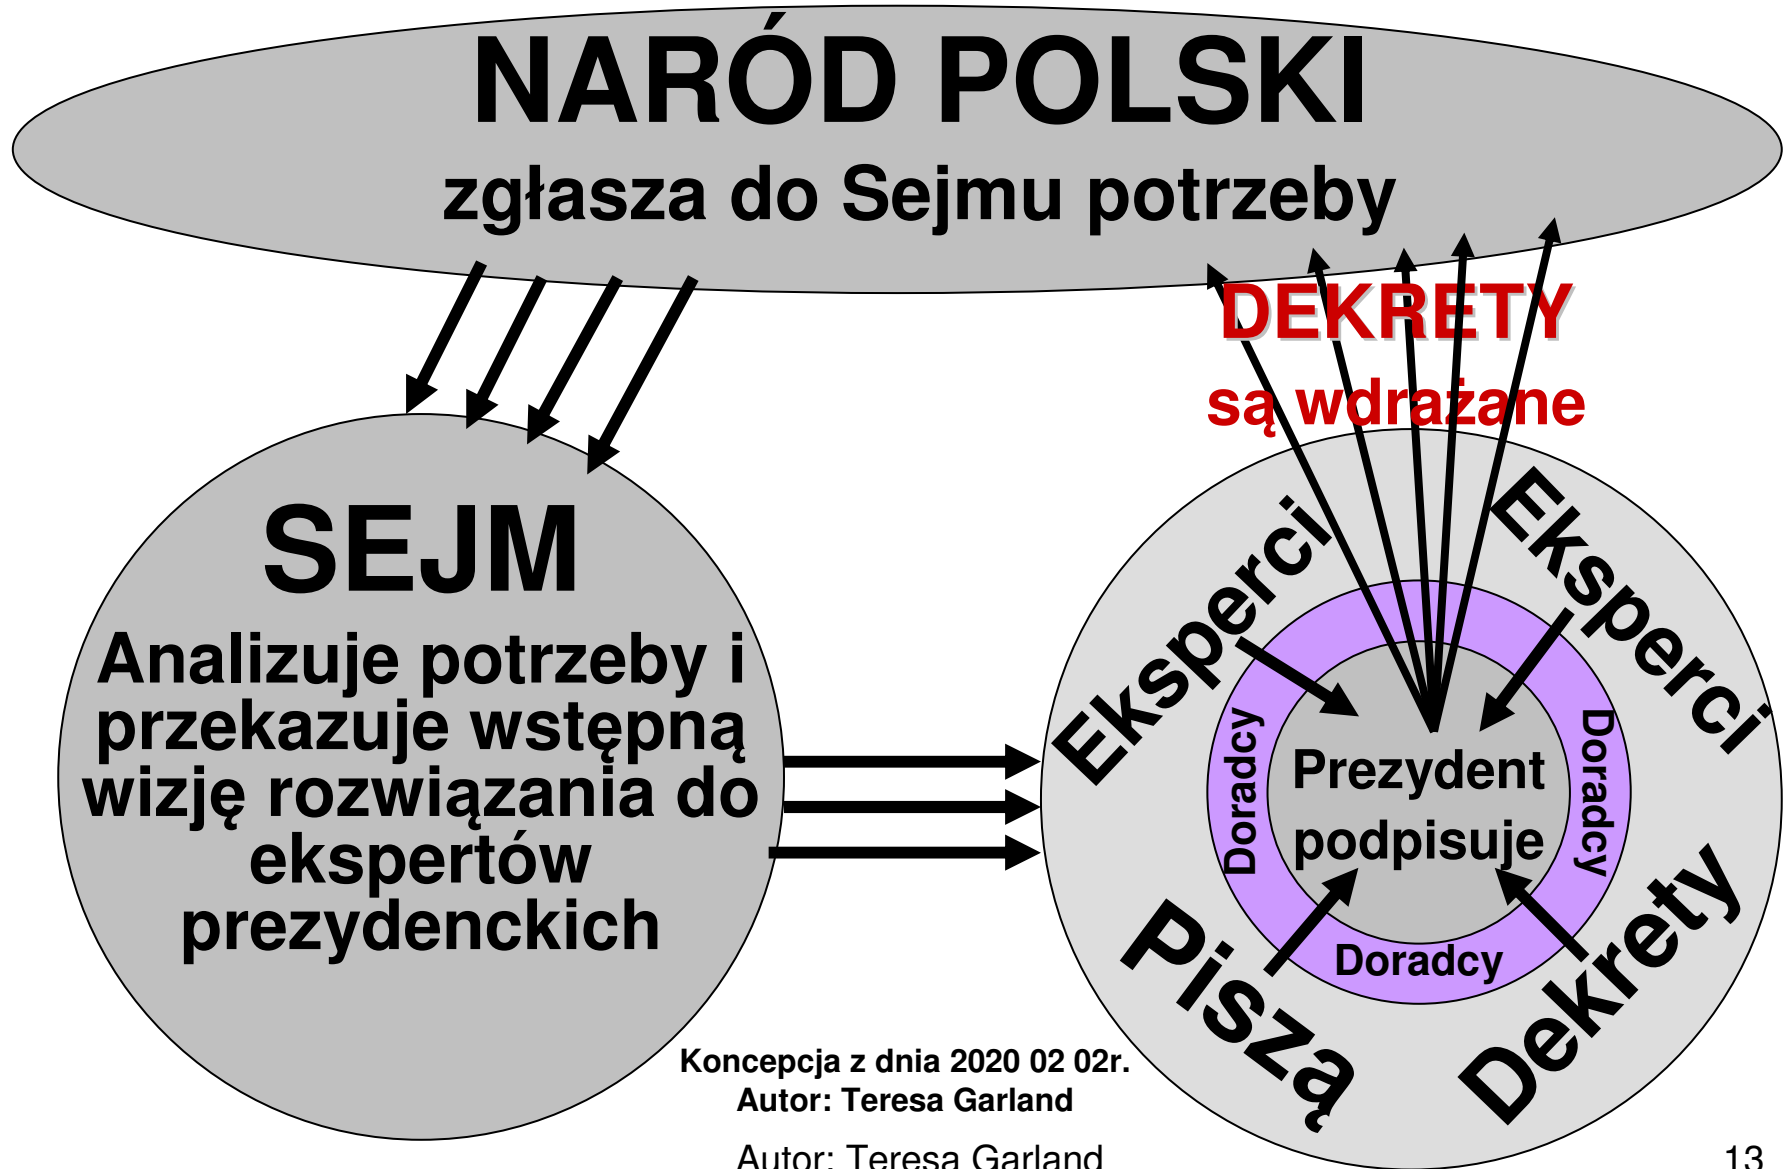 NARÓD POLSKI
zgłasza do Sejmu potrzeby
DEKRETY
są wdrażane
SEJM
Analizuje potrzeby i
przekazuje wstępną
wizję rozwiązania do
ekspertów
prezydenckich
Eksperci
Eksperci
Doradcy
Doradcy
Prezydent
podpisuje
Doradcy
Piszą
Dekrety
Koncepcja z dnia 2020 02 02r.
Autor: Teresa Garland
Autor: Teresa Garland
13